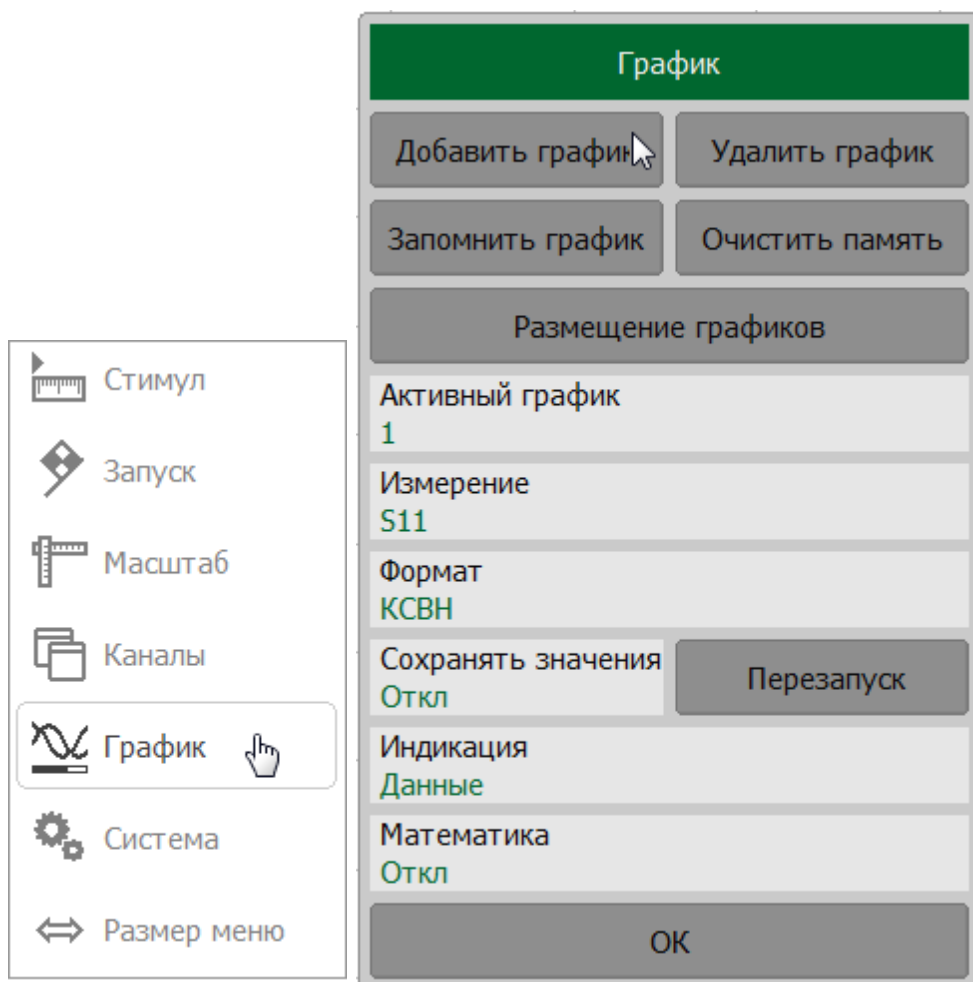 Стимул
Запуск
Масштаб
Каналы
График
Система
Размер меню
График
Добавить график
Удалить график
Запомнить график
Очистить память
Размещение графиков
Активный график
1
Измерение
S11
Формат
КСВН
Сохранять значения
Откл
Перезапуск
Индикация
Данные
Математика
Откл
ОК